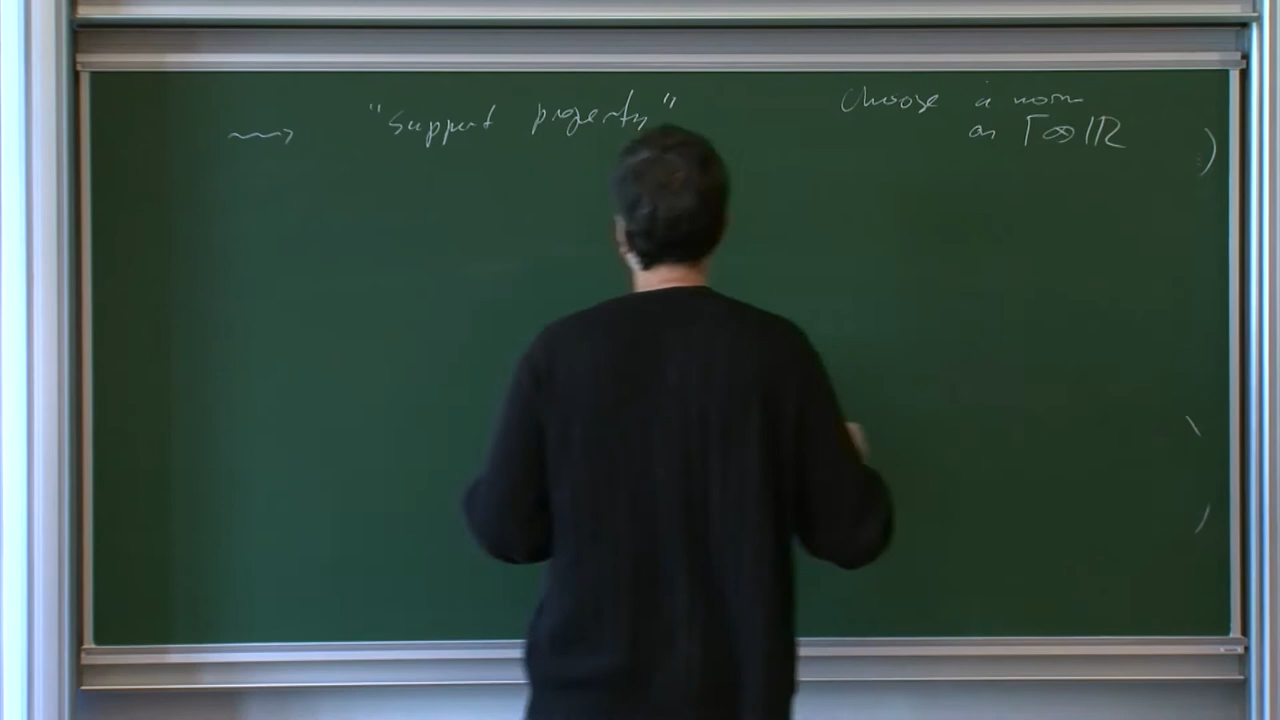 ⇝ "Support property"
Choose a norm
on Γ⊗ℝ
)